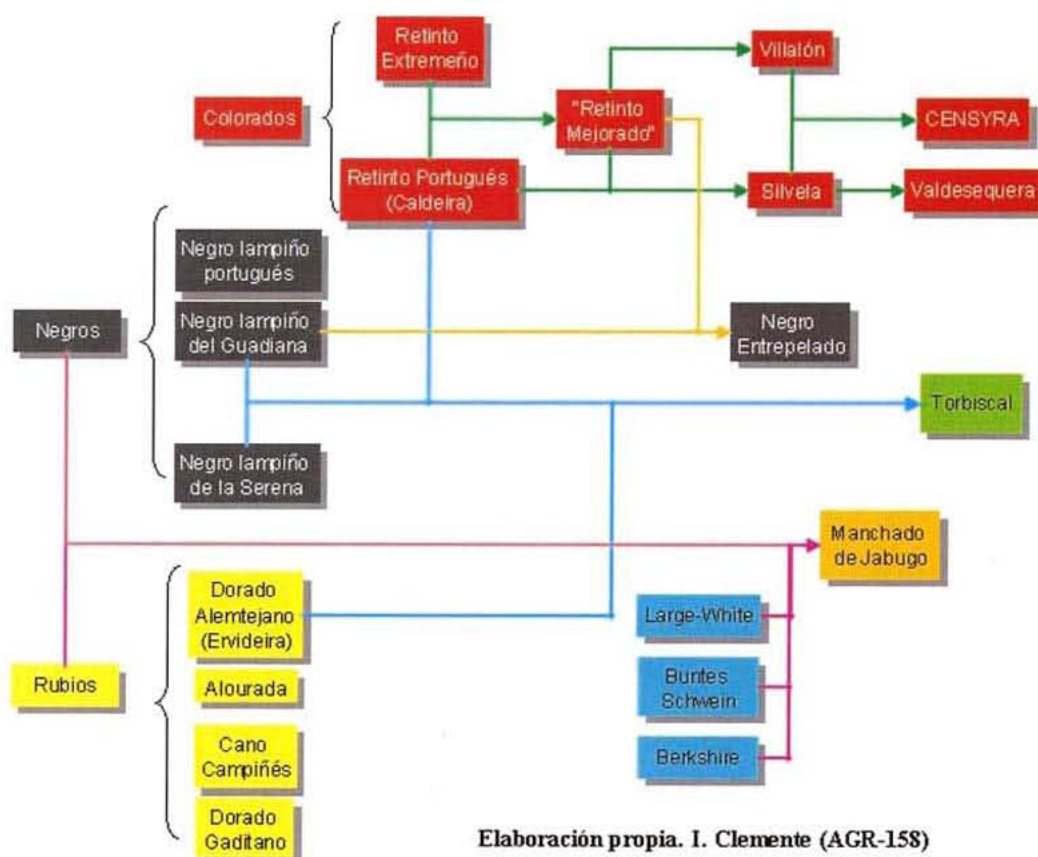 Retinto
Extremeño
Villalón
Colorados
"Retinto
Mejorado"
CENSYRA
Retinto Portugués
(Caldeira)
Silvela
Valdesequera
Negro lampiño
portugués
Negros
Negro lampiño
del Guadiana
Negro
Entrepelado
Torbiscal
Negro lampiño
de la Serena
Manchado
de Jabugo
Dorado
Alemtejano
(Ervideira)
Large-White
Rubios
Alourada
Buntes
Schwein
Cano
Campiñés
Berkshire
Dorado
Gaditano
Elaboración propia. I. Clemente (AGR-158)